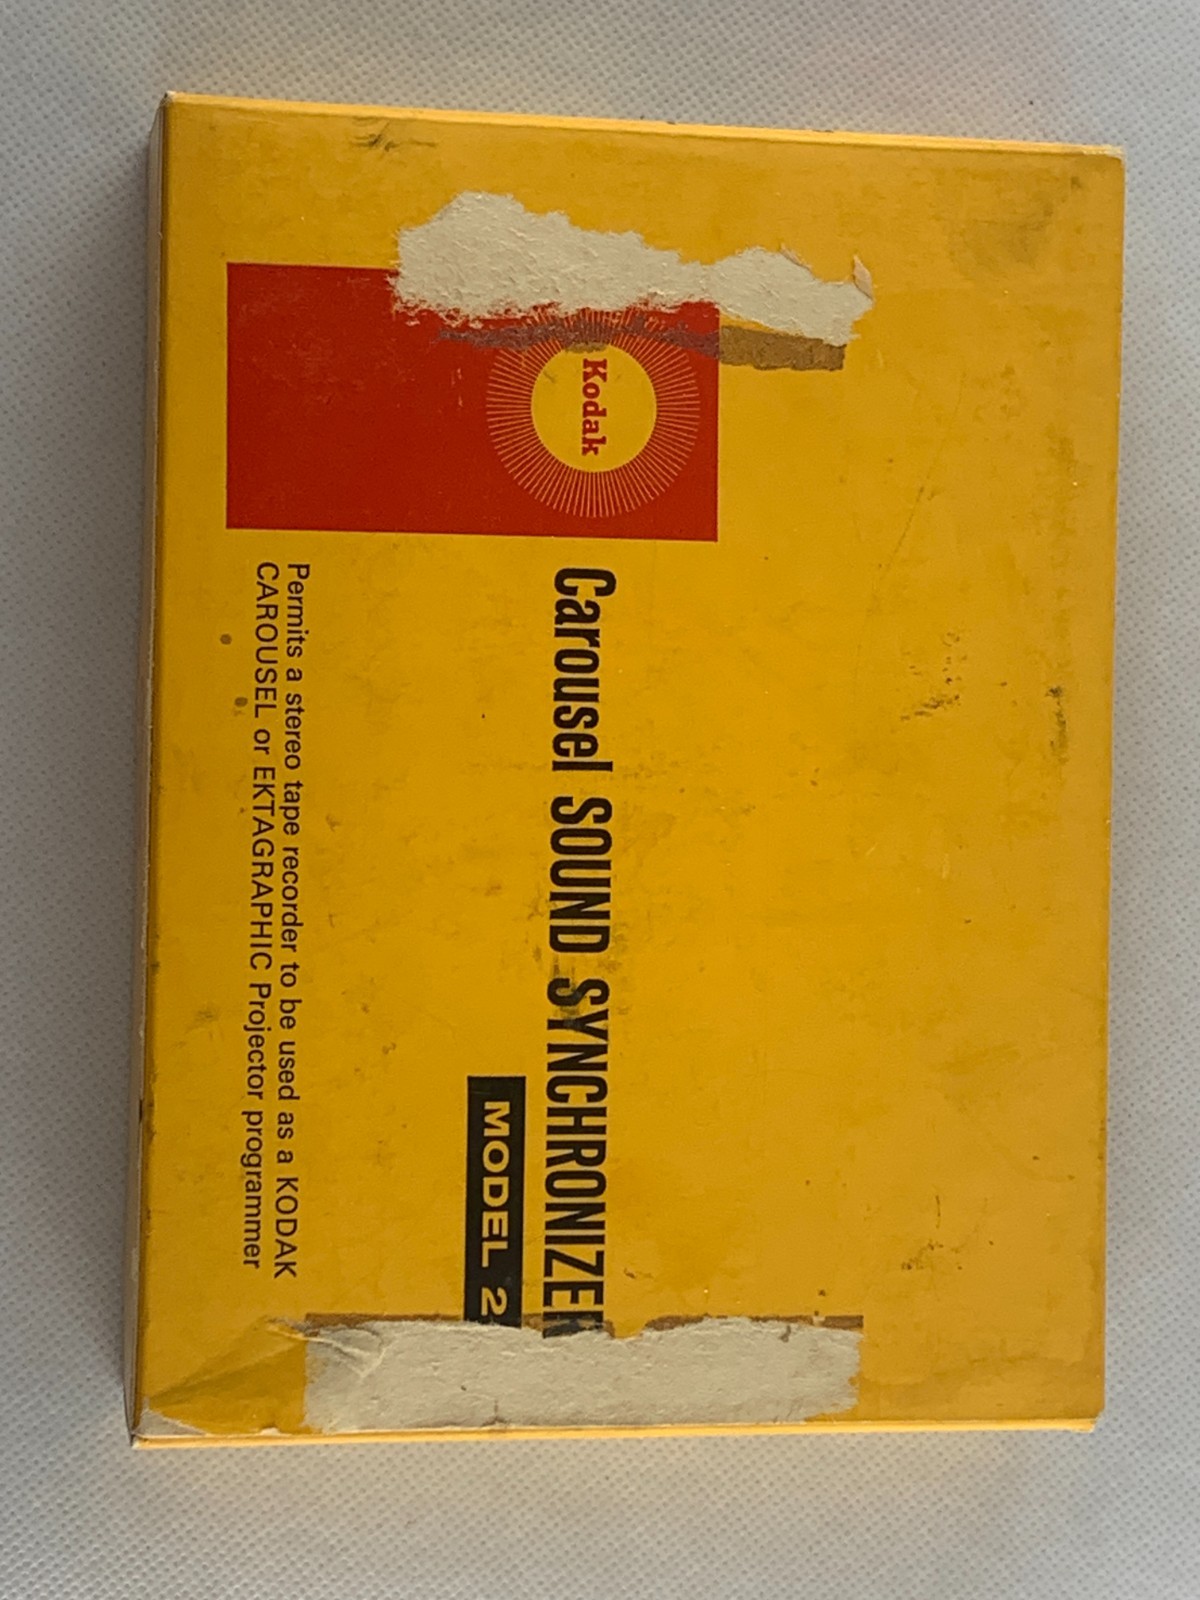 Kodak
Carousel SOUND SYNCHRONIZER
MODEL 2
Permits a stereo tape recorder to be used as a KODAK
CAROUSEL or EKTAGRAPHIC Projector programmer